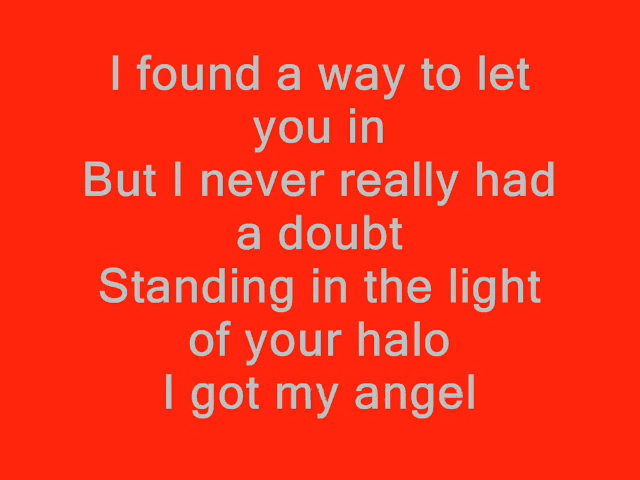 I found a way to let
you in
But I never really had
a doubt
Standing in the light
of your halo
I got my angel